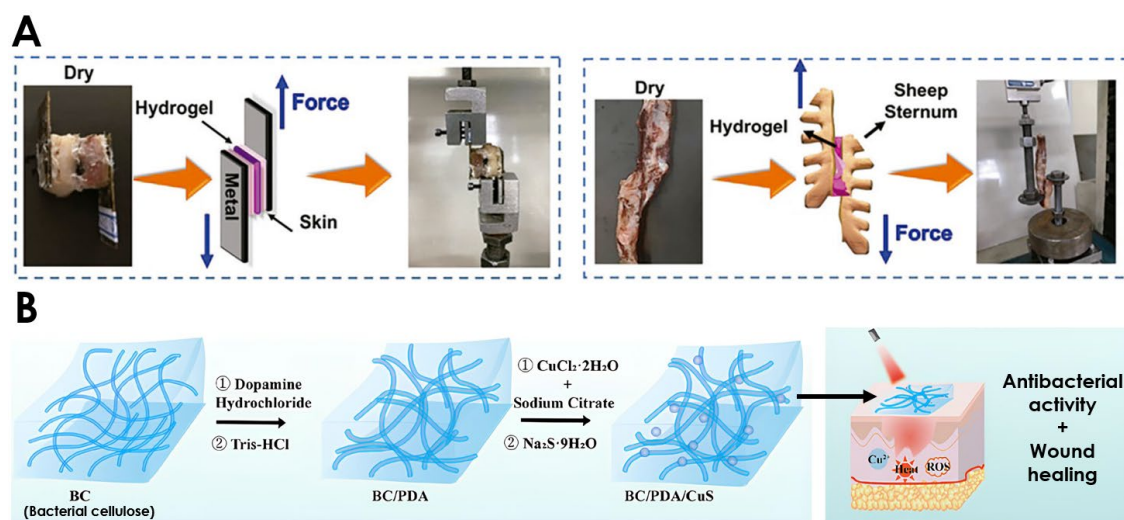 A
Dry
Hydrogel
Force
Metal
Skin
Dry
Hydrogel
Sheep
Sternum
Force
B
① Dopamine
Hydrochloride
② Tris-HCl
① CuCl₂·2H₂O
+
Sodium Citrate
② Na₂S·9H₂O
BC
(Bacterial cellulose)
BC/PDA
BC/PDA/CuS
Cu²⁺
Heat
ROS
Antibacterial
activity
+
Wound
healing